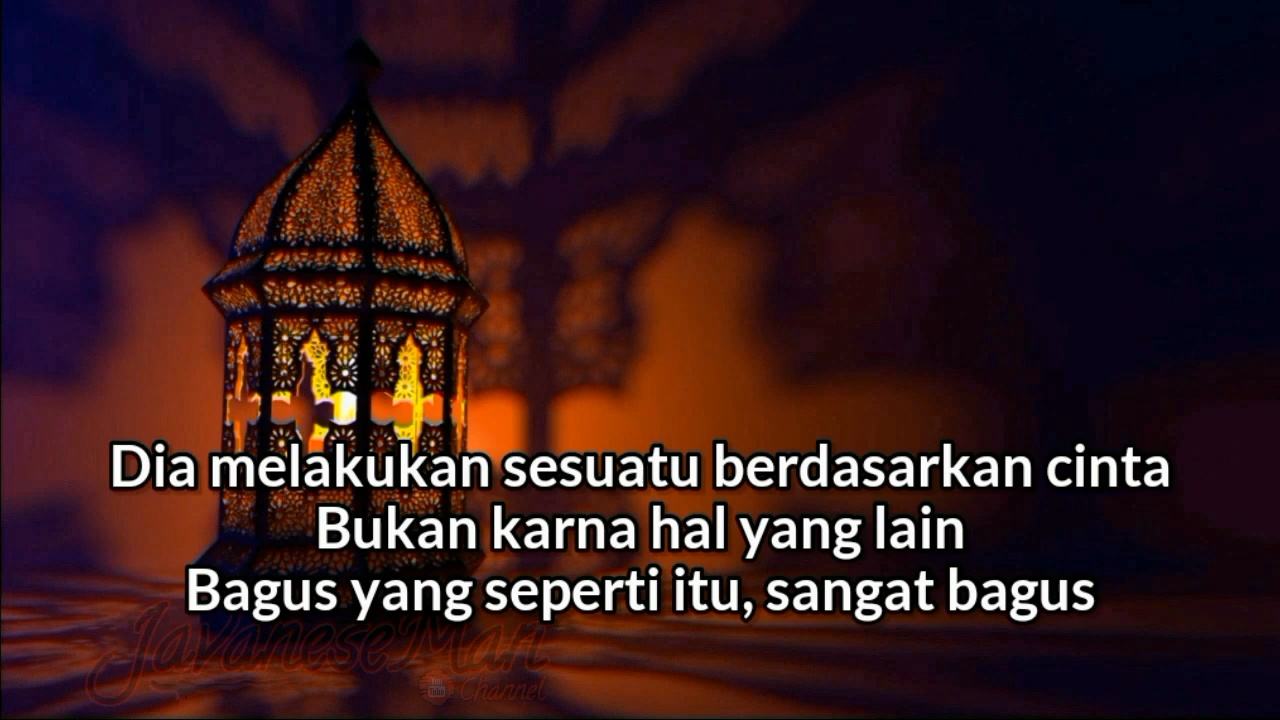 Dia melakukan sesuatu berdasarkan cinta
Bukan karna hal yang lain
Bagus yang seperti itu, sangat bagus
JavaneseMan
Channel